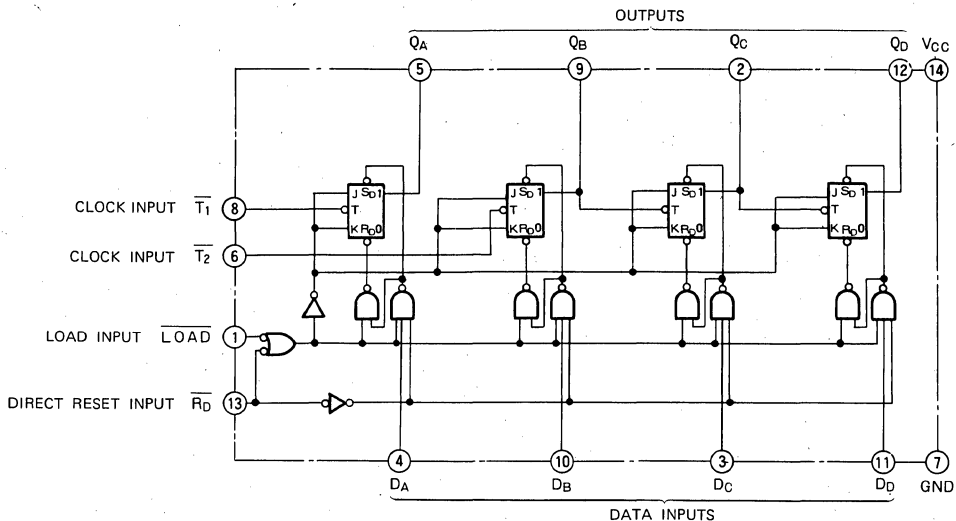 OUTPUTS
QA QB QC QD VCC
5 9 2 12 14
J SD 1 J SD 1 J SD 1 J SD 1
CLOCK INPUT T1 8 T T T T
K RD 0 K RD 0 K RD 0 K RD 0
CLOCK INPUT T2 6
LOAD INPUT LOAD 1
DIRECT RESET INPUT RD 13
4 10 3 11 7
DA DB DC DD GND
DATA INPUTS